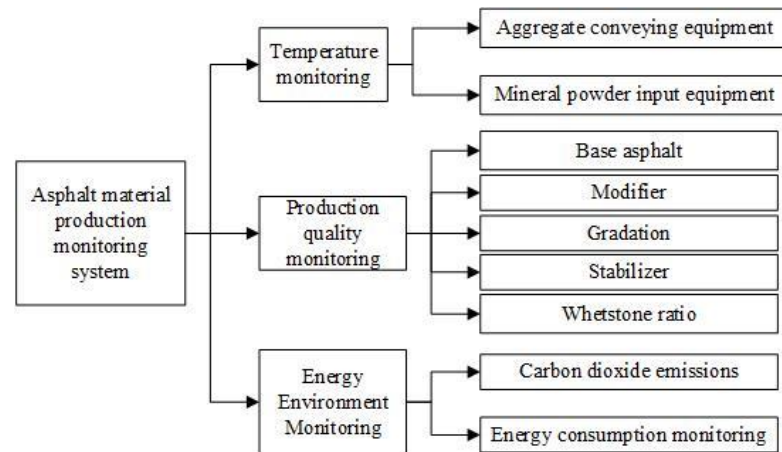 Asphalt material
production
monitoring
system
Temperature
monitoring
Aggregate conveying equipment
Mineral powder input equipment
Production
quality
monitoring
Base asphalt
Modifier
Gradation
Stabilizer
Whetstone ratio
Energy
Environment
Monitoring
Carbon dioxide emissions
Energy consumption monitoring